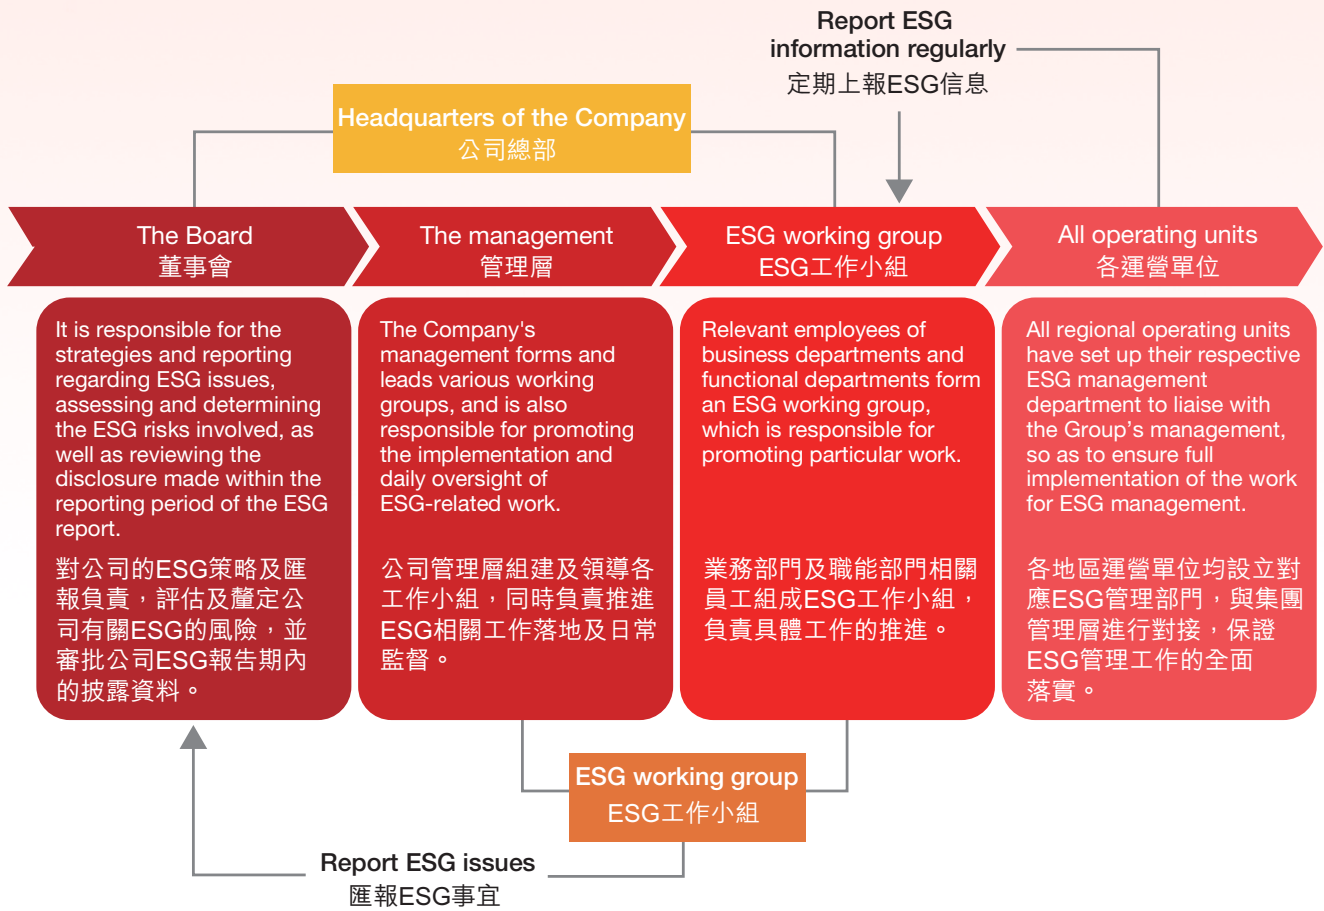 Report ESG
information regularly
定期上報ESG信息
Headquarters of the Company
公司總部
The Board
董事會
The management
管理層
ESG working group
ESG工作小組
All operating units
各運營單位
It is responsible for the
strategies and reporting
regarding ESG issues,
assessing and determining
the ESG risks involved, as
well as reviewing the
disclosure made within the
reporting period of the ESG
report.
對公司的ESG策略及匯
報負責，評估及釐定公
司有關ESG的風險，並
審批公司ESG報告期內
的披露資料。
The Company's
management forms and
leads various working
groups, and is also
responsible for promoting
the implementation and
daily oversight of
ESG-related work.
公司管理層組建及領導各
工作小組，同時負責推進
ESG相關工作落地及日常
監督。
Relevant employees of
business departments and
functional departments form
an ESG working group,
which is responsible for
promoting particular work.
業務部門及職能部門相關
員工組成ESG工作小組，
負責具體工作的推進。
All regional operating units
have set up their respective
ESG management
department to liaise with
the Group’s management,
so as to ensure full
implementation of the work
for ESG management.
各地區運營單位均設立對
應ESG管理部門，與集團
管理層進行對接，保證
ESG管理工作的全面
落實。
ESG working group
ESG工作小組
Report ESG issues
匯報ESG事宜